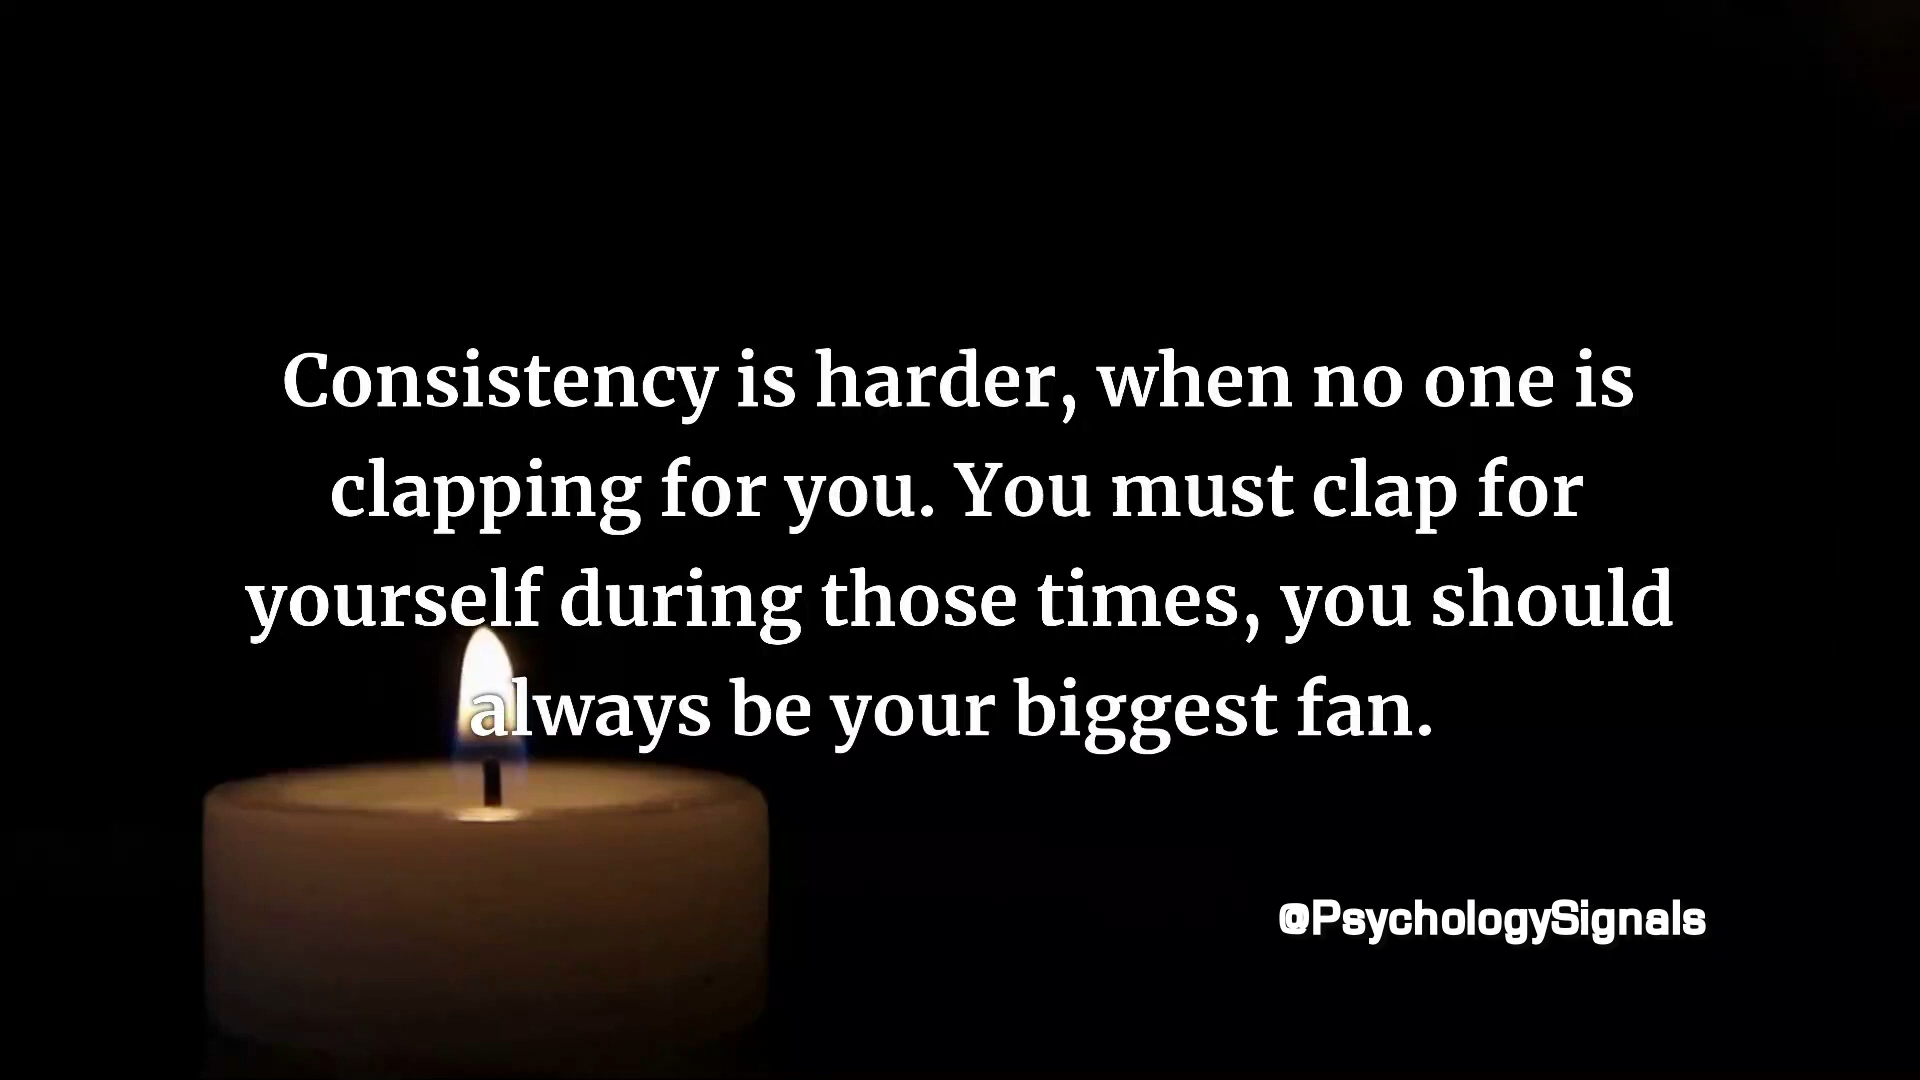 Consistency is harder, when no one is
clapping for you. You must clap for
yourself during those times, you should
always be your biggest fan.
@PsychologySignals